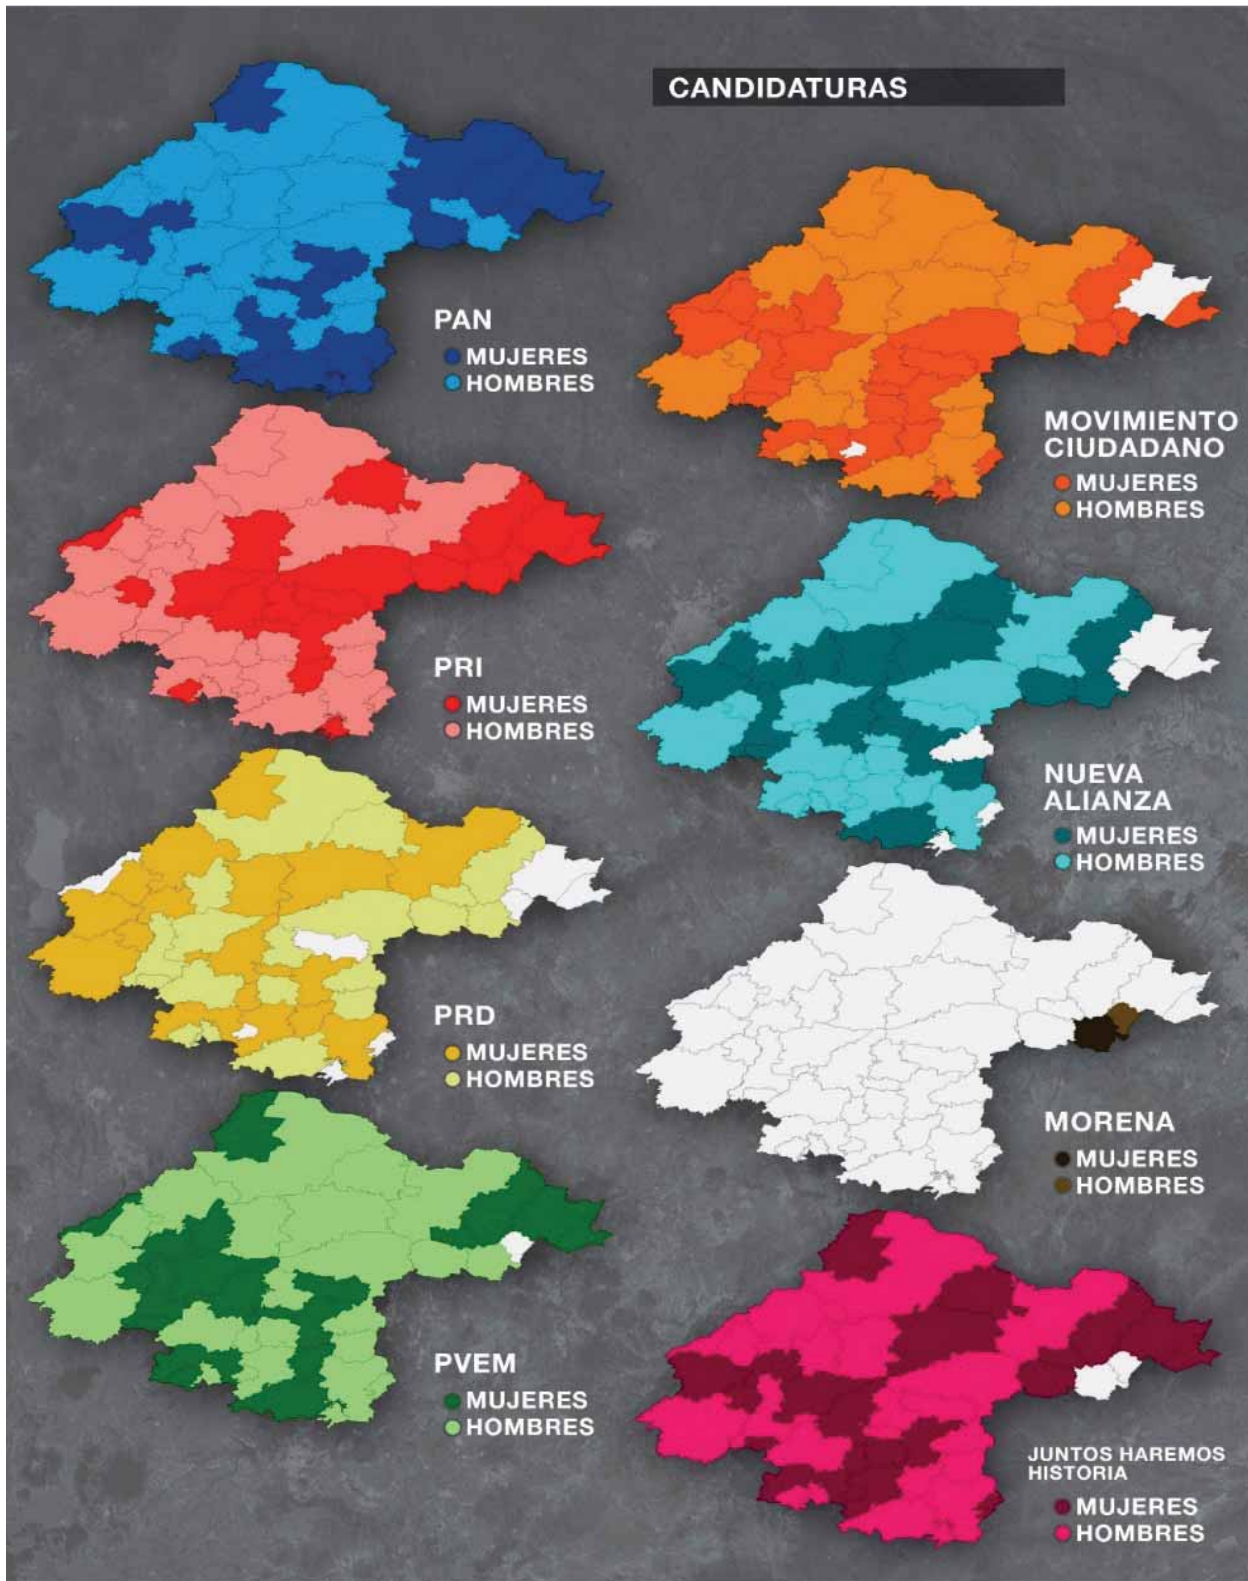 CANDIDATURAS
PAN
MUJERES
HOMBRES
MOVIMIENTO
CIUDADANO
MUJERES
HOMBRES
PRI
MUJERES
HOMBRES
NUEVA
ALIANZA
MUJERES
HOMBRES
PRD
MUJERES
HOMBRES
MORENA
MUJERES
HOMBRES
PVEM
MUJERES
HOMBRES
JUNTOS HAREMOS
HISTORIA
MUJERES
HOMBRES